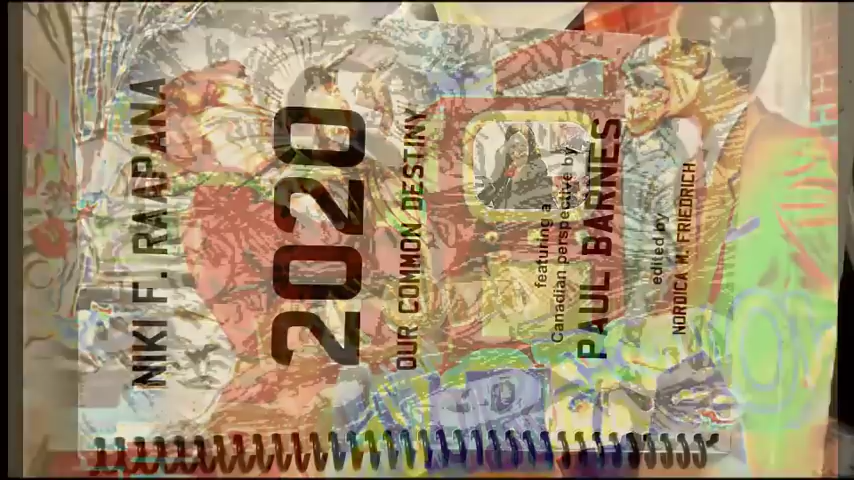 NIKI F. RAAPANA
2020
OUR COMMON DESTINY
featuring a
Canadian perspective by
PAUL BARNES
edited by
NORDICA M. FRIEDRICH